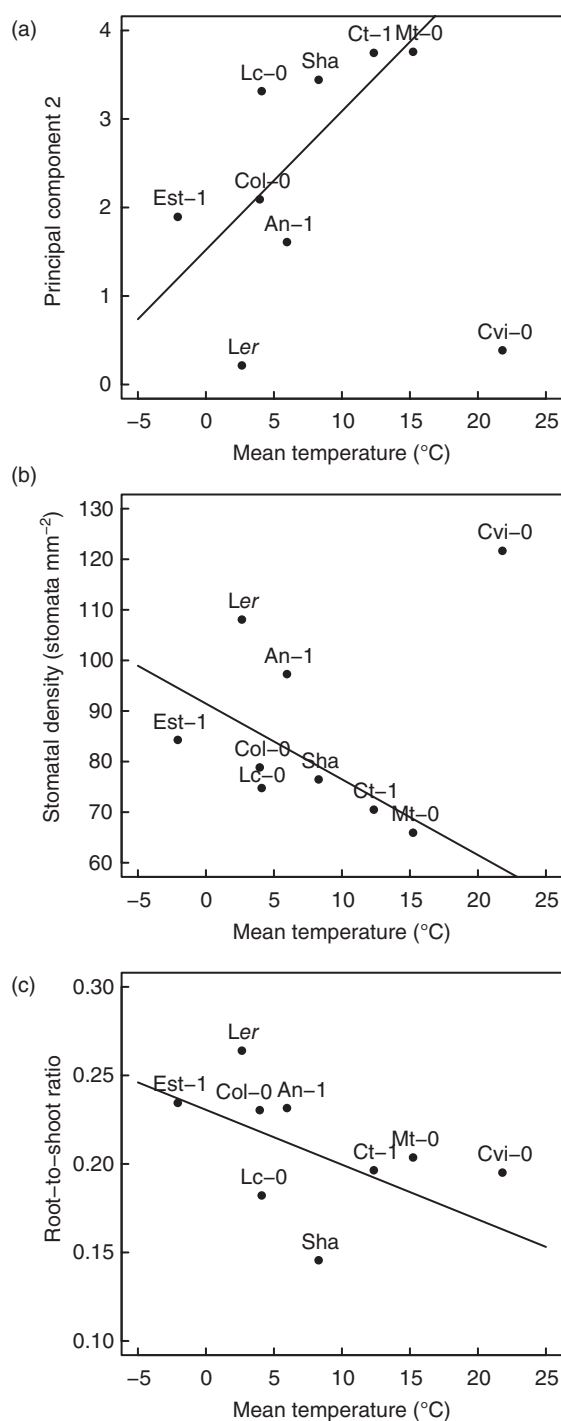 (a)
Principal component 2
4
3
2
1
0
Ct−1 Mt−0
Sha
Lc−0
Col−0
Est−1
An−1
Ler
Cvi−0
−5 0 5 10 15 20 25
Mean temperature (°C)
(b)
Stomatal density (stomata mm⁻²)
130
120
110
100
90
80
70
60
Cvi−0
Ler
An−1
Est−1
Col−0 Sha
Lc−0
Ct−1
Mt−0
−5 0 5 10 15 20 25
Mean temperature (°C)
(c)
Root−to−shoot ratio
0.30
0.25
0.20
0.15
0.10
Ler
Est−1
Col−0 An−1
Mt−0
Ct−1 Cvi−0
Lc−0
Sha
−5 0 5 10 15 20 25
Mean temperature (°C)